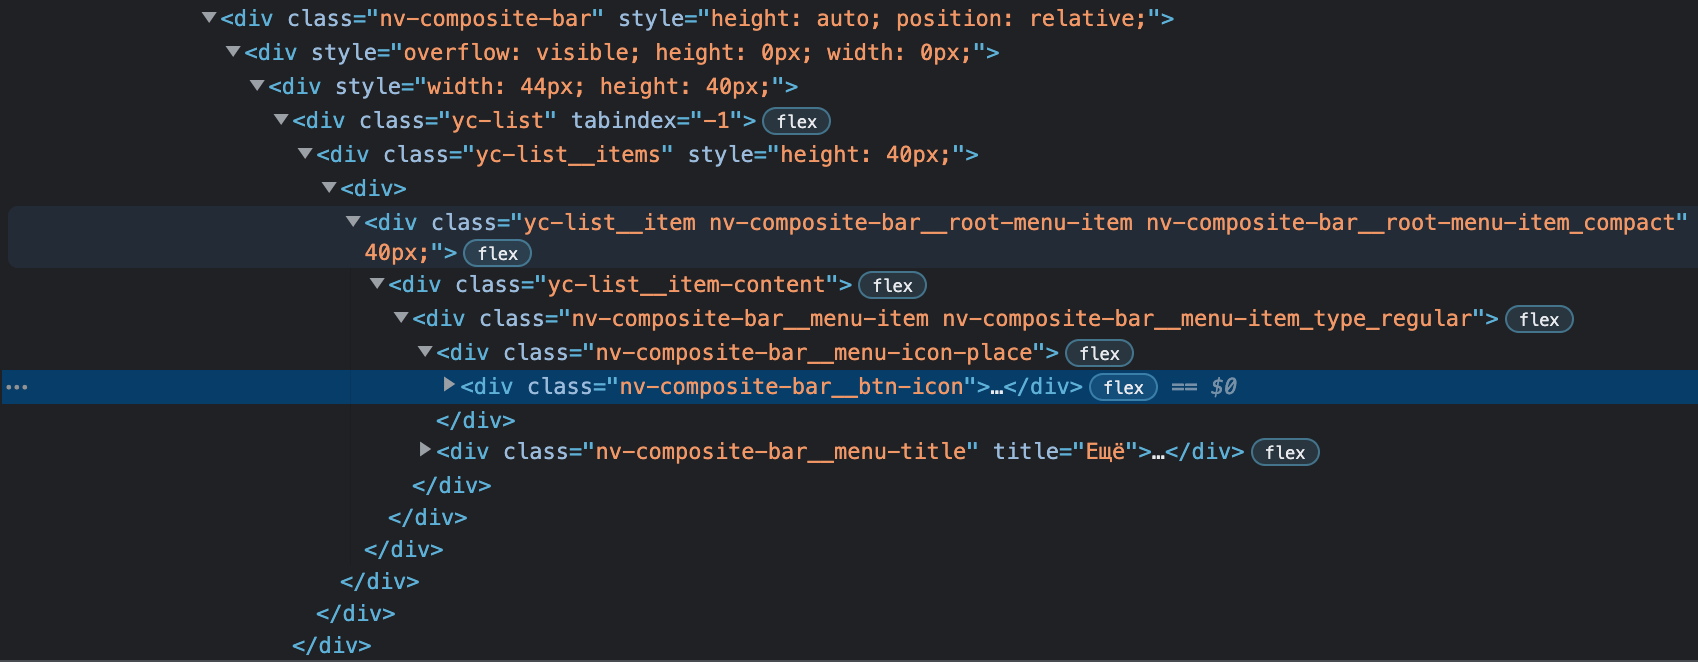 ▼<div class="nv-composite-bar" style="height: auto; position: relative;">
▼<div style="overflow: visible; height: 0px; width: 0px;">
▼<div style="width: 44px; height: 40px;">
▼<div class="yc-list" tabindex="-1"> flex
▼<div class="yc-list__items" style="height: 40px;">
▼<div>
▼<div class="yc-list__item nv-composite-bar__root-menu-item nv-composite-bar__root-menu-item_compact"
40px;"> flex
▼<div class="yc-list__item-content"> flex
▼<div class="nv-composite-bar__menu-item nv-composite-bar__menu-item_type_regular"> flex
▼<div class="nv-composite-bar__menu-icon-place"> flex
… ▶<div class="nv-composite-bar__btn-icon">…</div> flex == $0
</div>
▶<div class="nv-composite-bar__menu-title" title="Ещё">…</div> flex
</div>
</div>
</div>
</div>
</div>
</div>